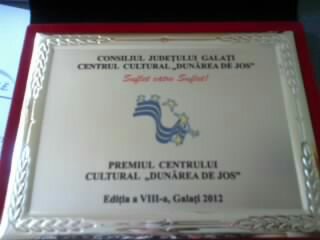 CONSILIUL JUDEŢULUI GALAŢI
CENTRUL CULTURAL „DUNĂREA DE JOS”
Suflet către Suflet!
PREMIUL CENTRULUI
CULTURAL „DUNĂREA DE JOS”
Ediţia a VIII-a, Galaţi 2012